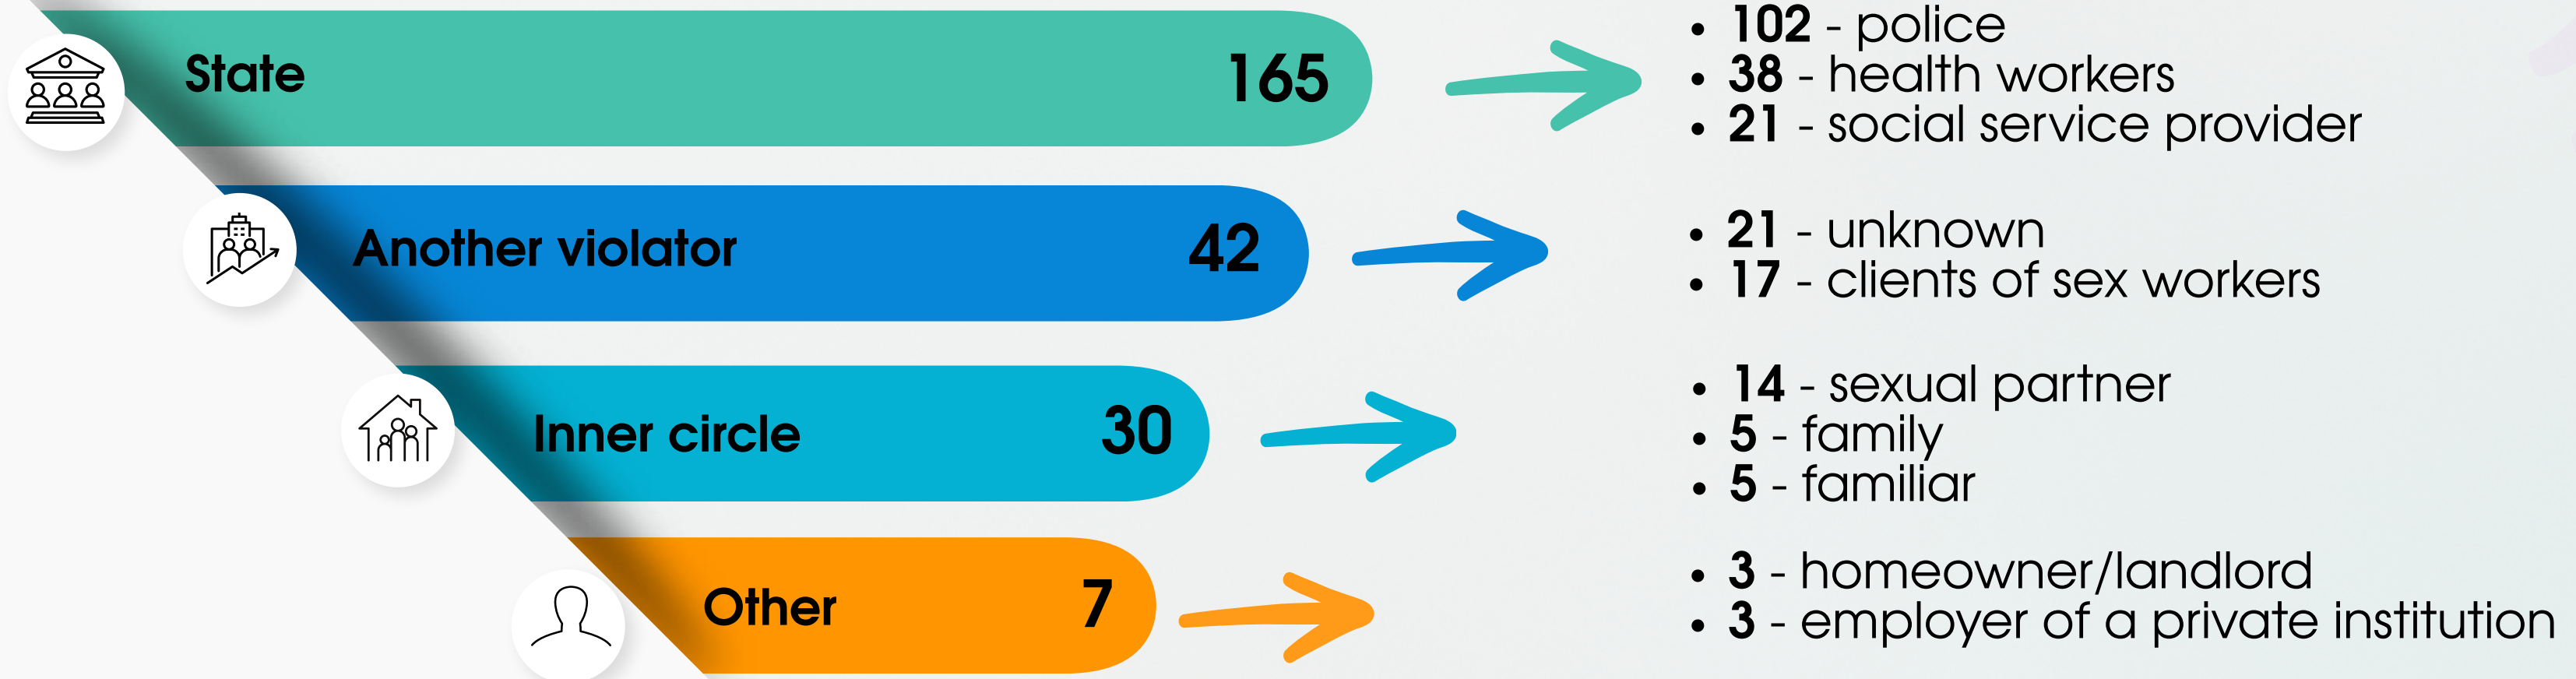 State 165
• 102 - police
• 38 - health workers
• 21 - social service provider
Another violator 42
• 21 - unknown
• 17 - clients of sex workers
Inner circle 30
• 14 - sexual partner
• 5 - family
• 5 - familiar
Other 7
• 3 - homeowner/landlord
• 3 - employer of a private institution